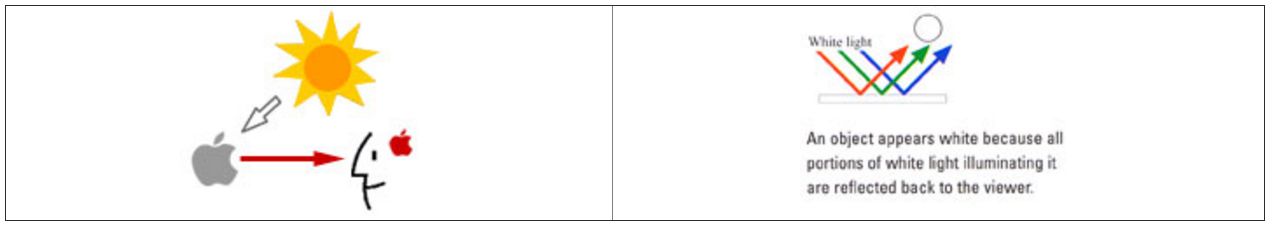 White light
An object appears white because all
portions of white light illuminating it
are reflected back to the viewer.